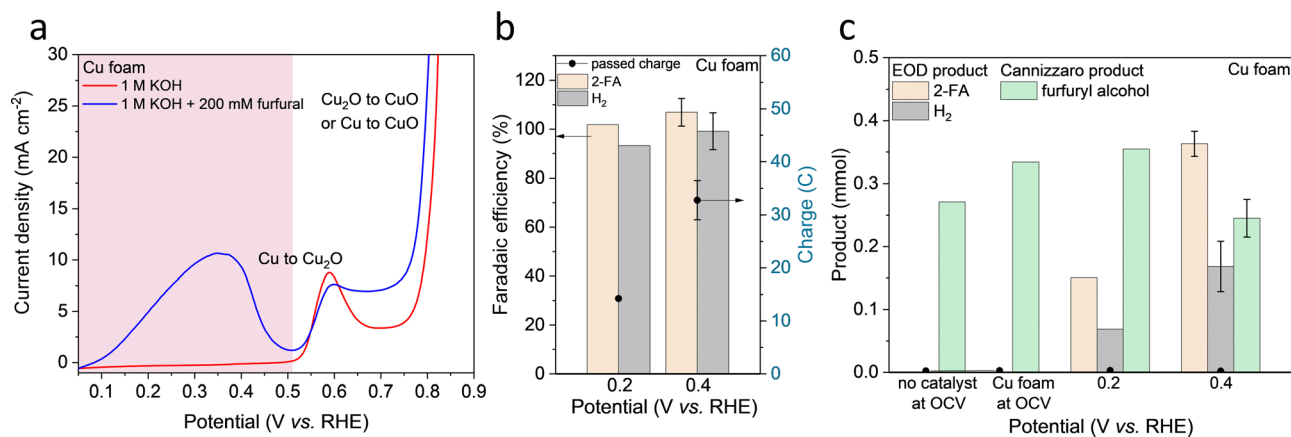 a
30
25
20
15
10
5
0
Current density (mA cm⁻²)
Cu foam
1 M KOH
1 M KOH + 200 mM furfural
Cu₂O to CuO
or Cu to CuO
Cu to Cu₂O
0.1 0.2 0.3 0.4 0.5 0.6 0.7 0.8 0.9
Potential (V vs. RHE)
b
120
100
80
60
40
20
0
Faradaic efficiency (%)
passed charge
2-FA
H₂
Cu foam
60
50
40
30
20
10
0
Charge (C)
0.2 0.4
Potential (V vs. RHE)
c
0.5
0.4
0.3
0.2
0.1
0.0
Product (mmol)
EOD product
2-FA
H₂
Cannizzaro product
furfuryl alcohol
Cu foam
no catalyst
at OCV
Cu foam
at OCV
0.2 0.4
Potential (V vs. RHE)